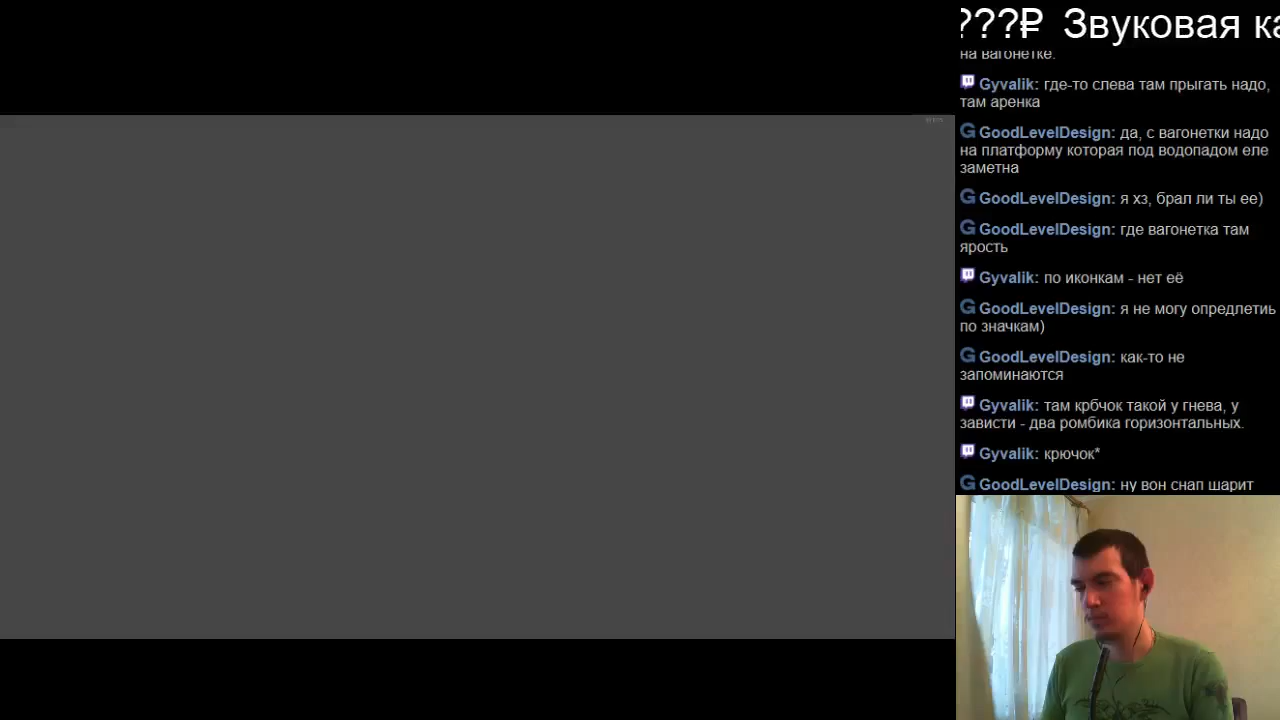 ???₽ Звуковая ка
на вагонетке.
Gyvalik: где-то слева там прыгать надо,
там аренка
GoodLevelDesign: да, с вагонетки надо
на платформу которая под водопадом еле
заметна
GoodLevelDesign: я хз, брал ли ты ее)
GoodLevelDesign: где вагонетка там
ярость
Gyvalik: по иконкам - нет её
GoodLevelDesign: я не могу опредлетиь
по значкам)
GoodLevelDesign: как-то не
запоминаются
Gyvalik: там крбчок такой у гнева, у
зависти - два ромбика горизонтальных.
Gyvalik: крючок*
GoodLevelDesign: ну вон снап шарит